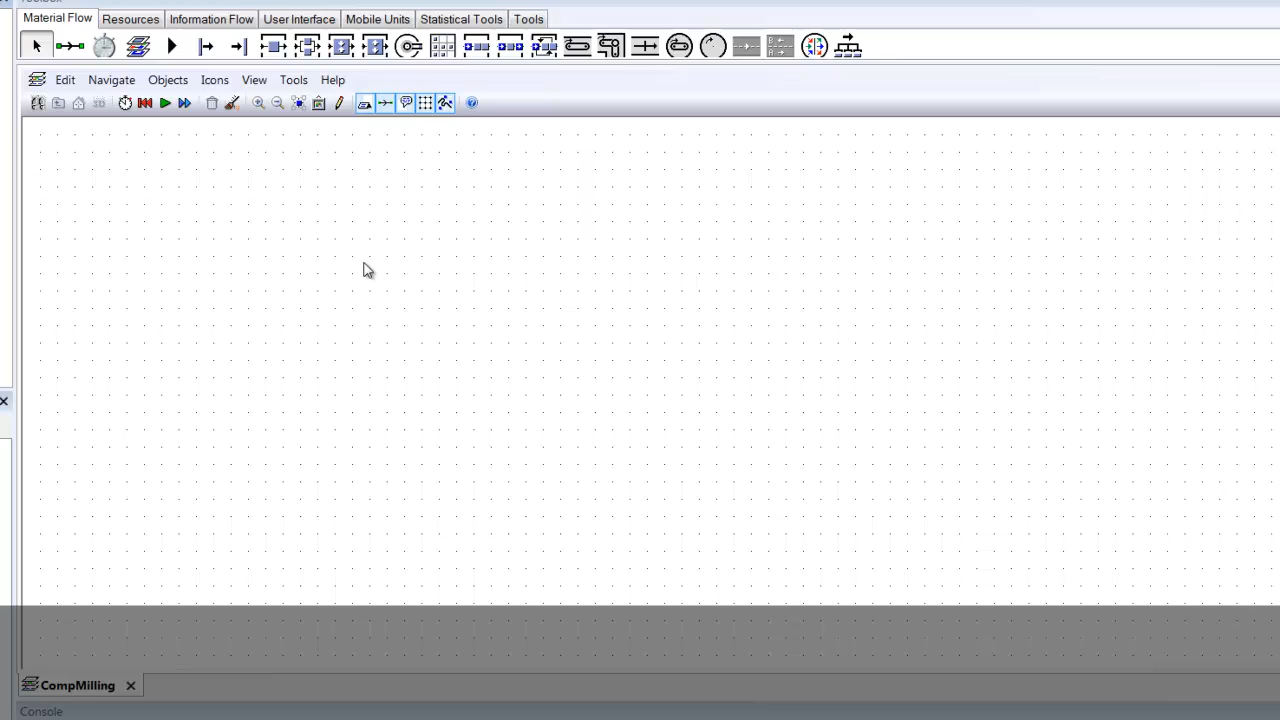 Toolbox
Material Flow Resources Information Flow User Interface Mobile Units Statistical Tools Tools
Edit Navigate Objects Icons View Tools Help
CompMilling
Console